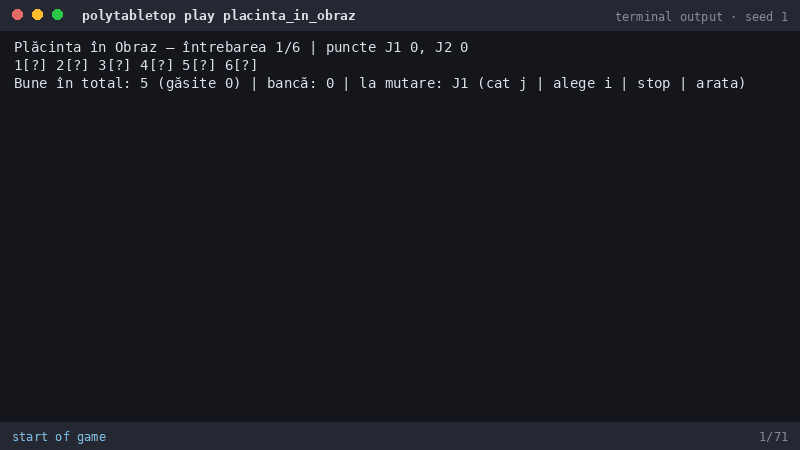 polytabletop play placinta_in_obraz
terminal output · seed 1
Plăcinta în Obraz — întrebarea 1/6 | puncte J1 0, J2 0
1[?] 2[?] 3[?] 4[?] 5[?] 6[?]
Bune în total: 5 (găsite 0) | bancă: 0 | la mutare: J1 (cat j | alege i | stop | arata)
start of game
1/71